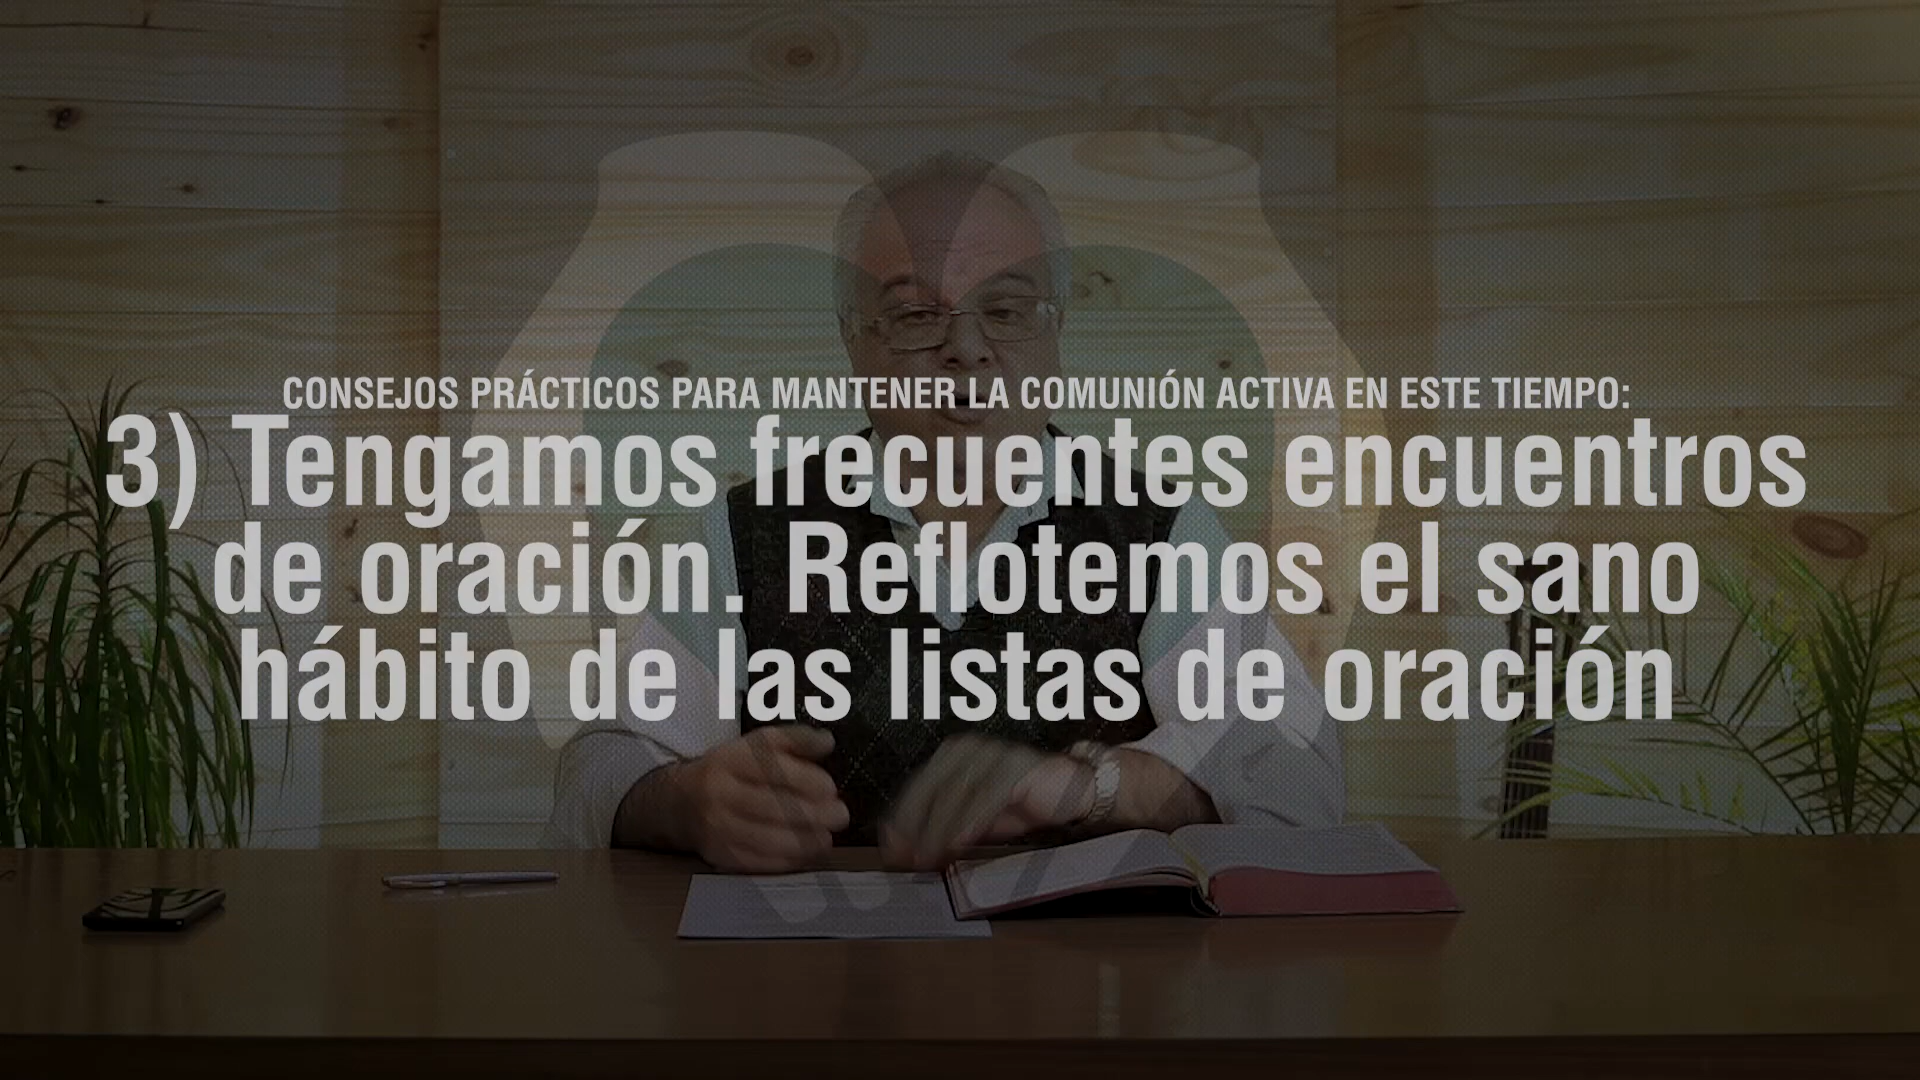 CONSEJOS PRÁCTICOS PARA MANTENER LA COMUNIÓN ACTIVA EN ESTE TIEMPO:
3) Tengamos frecuentes encuentros
de oración. Reflotemos el sano
hábito de las listas de oración